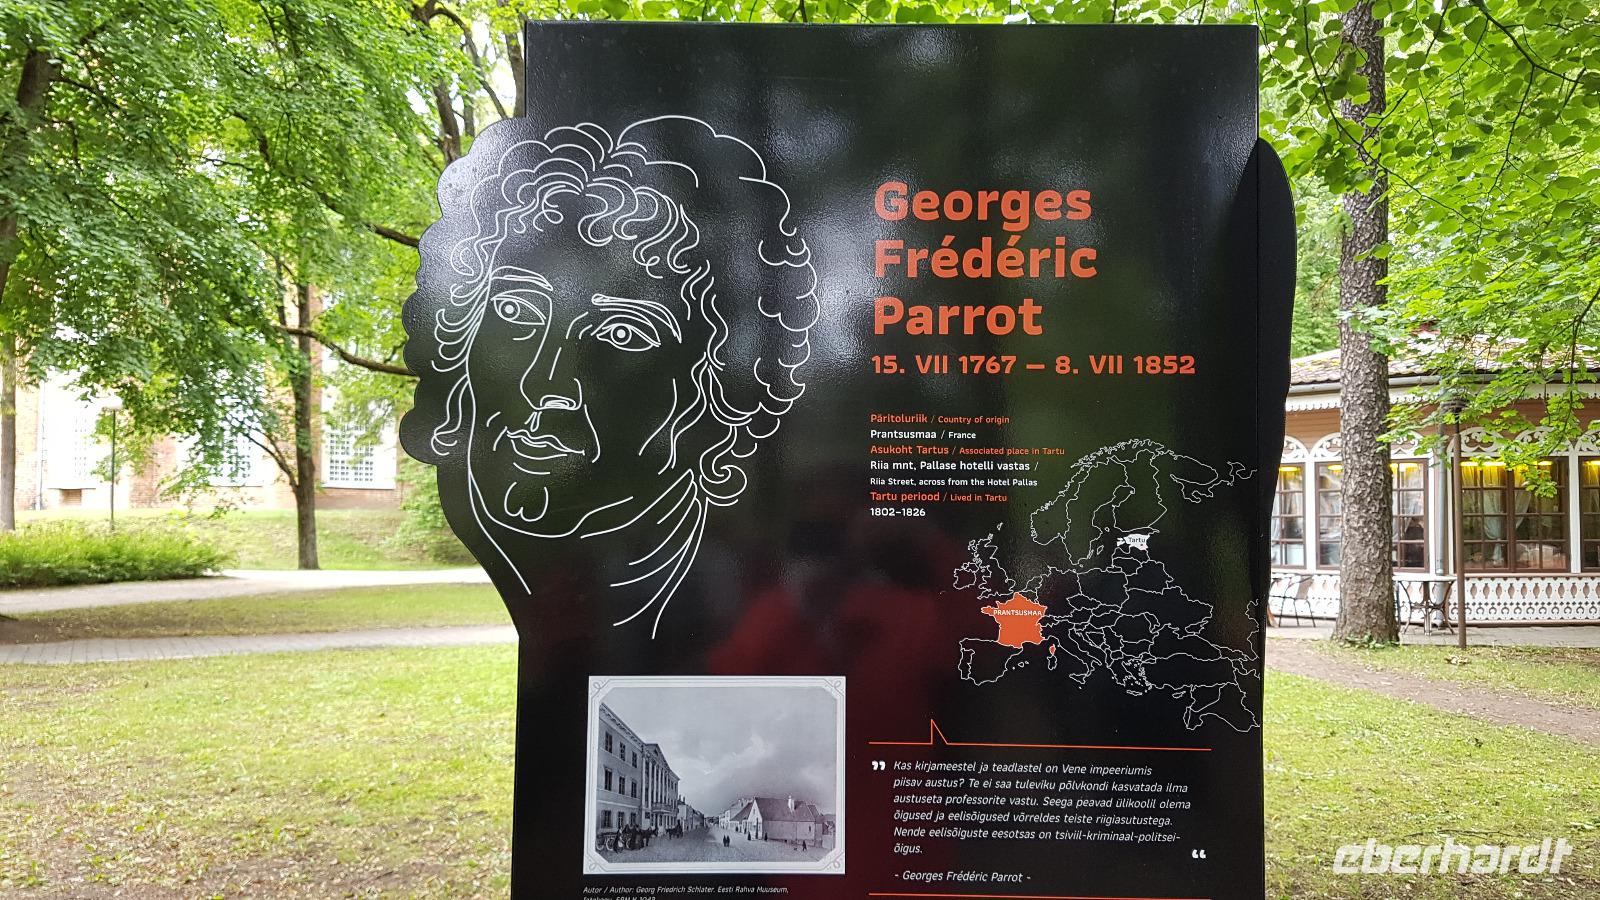 Georges
Frédéric
Parrot
15. VII 1767 – 8. VII 1852
Päritoluriik / Country of origin
Prantsusmaa / France
Asukoht Tartus / Associated place in Tartu
Riia mnt, Pallase hotelli vastas /
Riia Street, across from the Hotel Pallas
Tartu periood / Lived in Tartu
1802–1826
Tartu
PRANTSUSMAA
” Kas kirjameestel ja teadlastel on Vene impeeriumis
piisav austus? Te ei saa tuleviku põlvkondi kasvatada ilma
austuseta professorite vastu. Seega peavad ülikoolil olema
õigused ja eelisõigused võrreldes teiste riigiasutustega.
Nende eelisõiguste eesotsas on tsiviil-kriminaal-politsei-
õigus. “
- Georges Frédéric Parrot -
Autor / Author: Georg Friedrich Schlater. Eesti Rahva Muuseum,
eberhardt